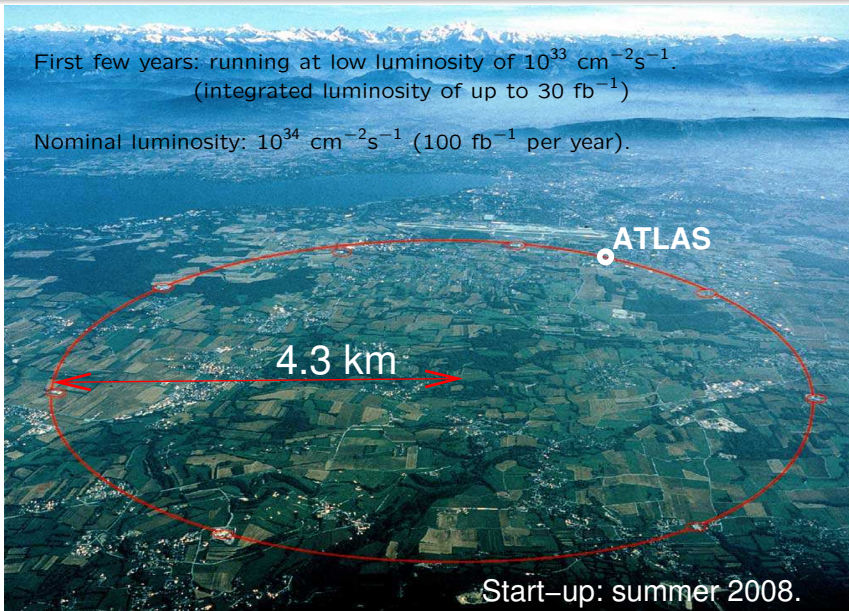 First few years: running at low luminosity of 10³³ cm⁻²s⁻¹.
(integrated luminosity of up to 30 fb⁻¹)
Nominal luminosity: 10³⁴ cm⁻²s⁻¹ (100 fb⁻¹ per year).
ATLAS
4.3 km
Start−up: summer 2008.